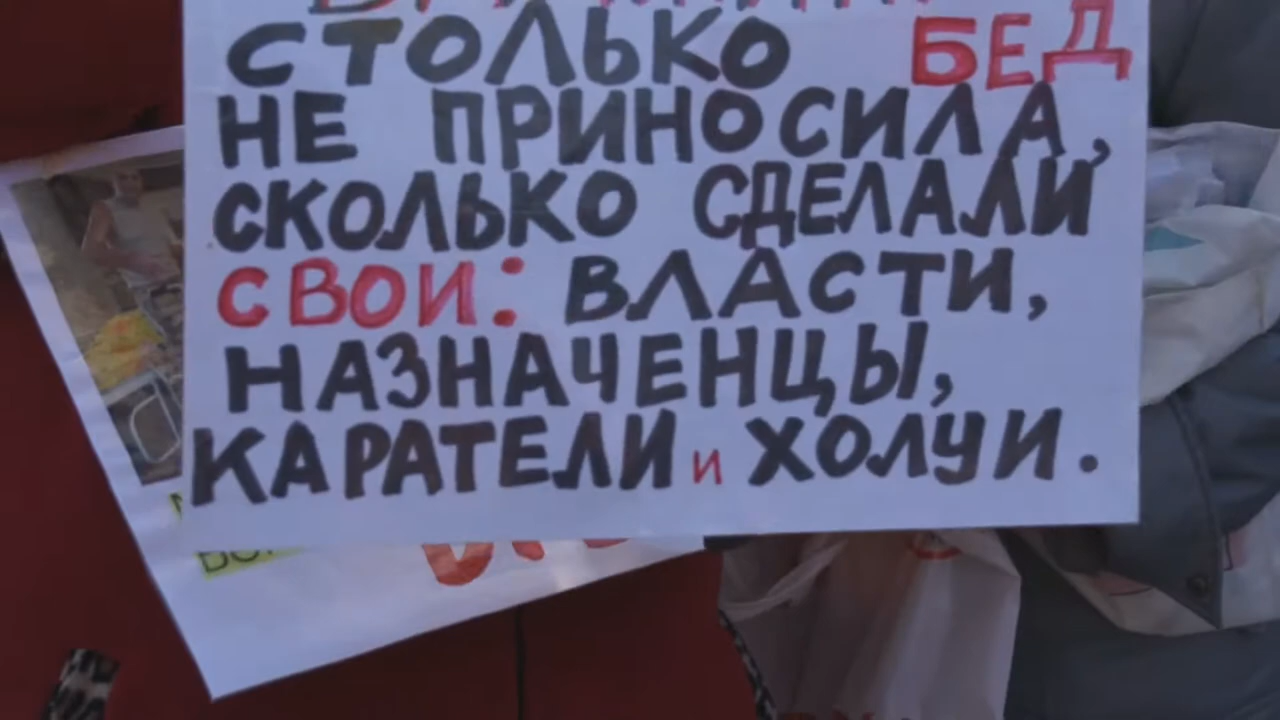 СТОЛЬКО БЕД
НЕ ПРИНОСИЛА,
СКОЛЬКО СДЕЛАЛИ
СВОИ: ВЛАСТИ,
НАЗНАЧЕНЦЫ,
КАРАТЕЛИ и ХОЛУИ.